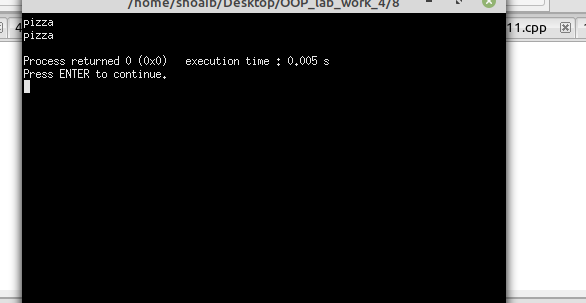 /home/shoaib/Desktop/OOP_lab_work_4/8
4
11.cpp
pizza
pizza
Process returned 0 (0x0) execution time : 0.005 s
Press ENTER to continue.